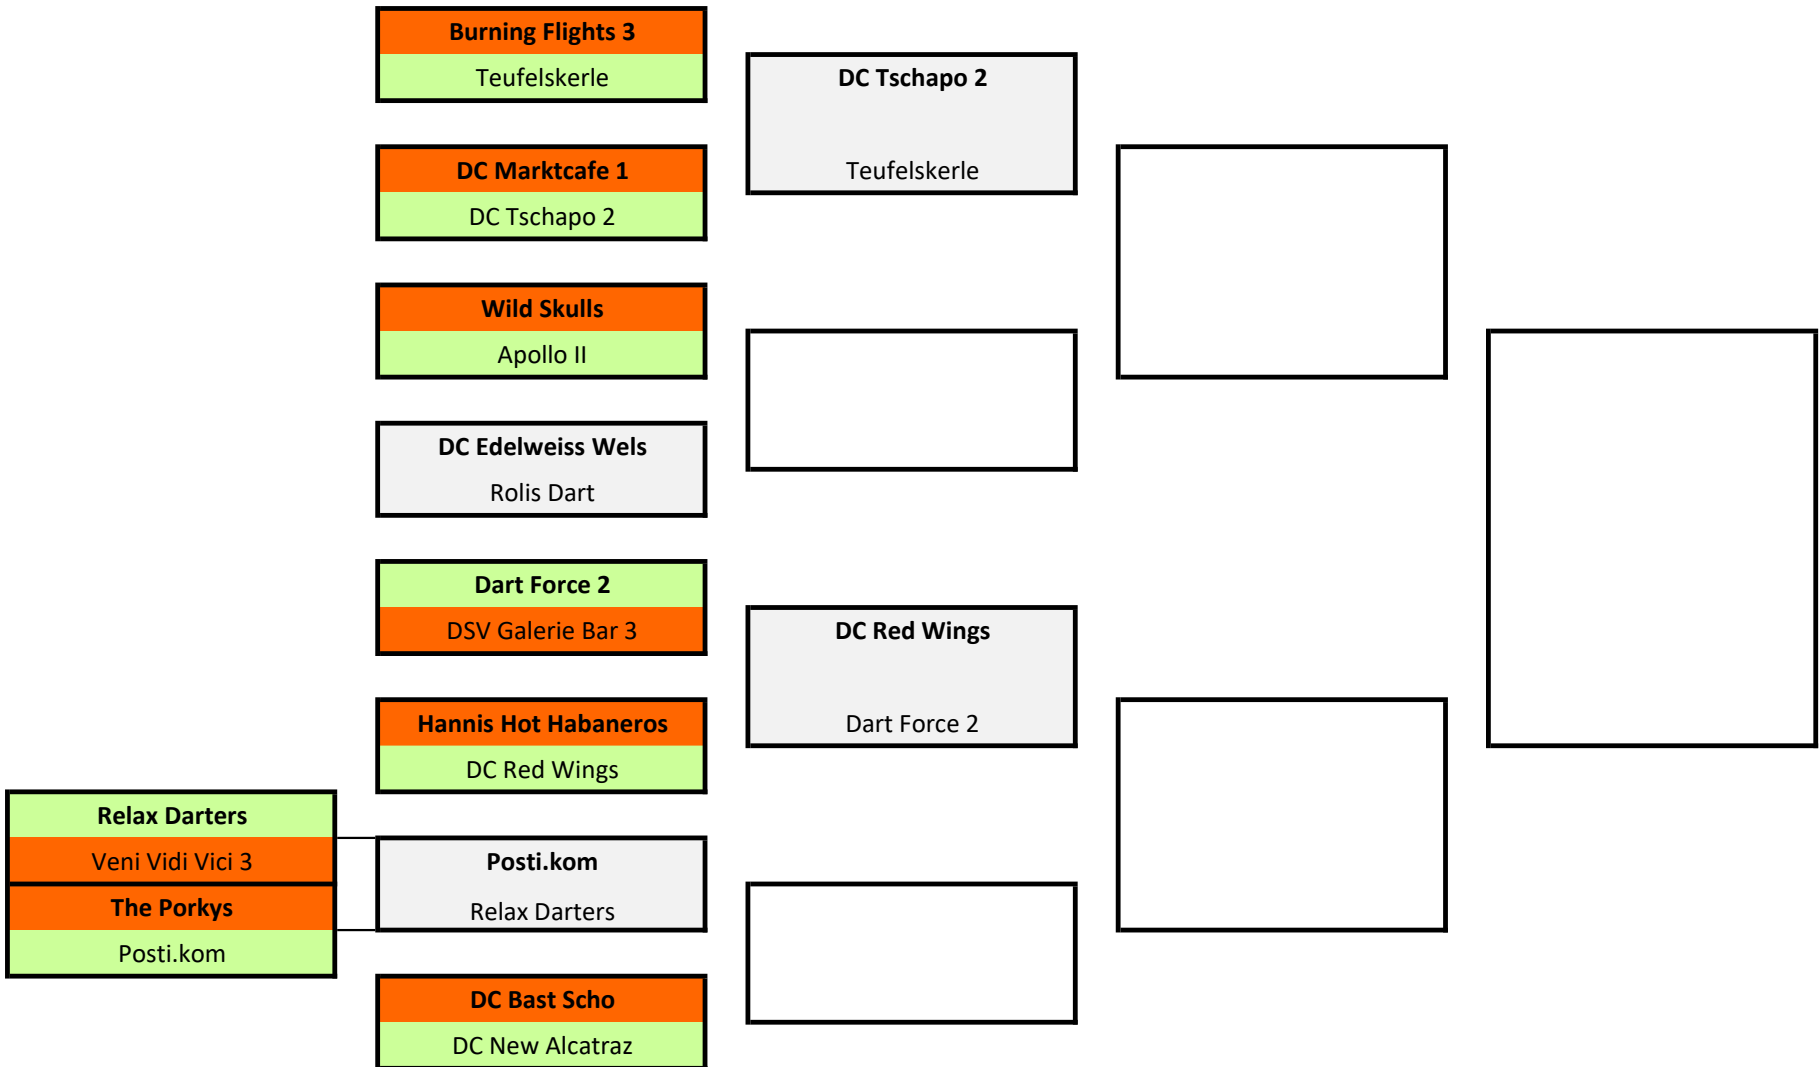 Burning Flights 3
Teufelskerle
DC Tschapo 2
Teufelskerle
DC Marktcafe 1
DC Tschapo 2
Wild Skulls
Apollo II
DC Edelweiss Wels
Rolis Dart
Dart Force 2
DSV Galerie Bar 3
DC Red Wings
Dart Force 2
Hannis Hot Habaneros
DC Red Wings
Relax Darters
Veni Vidi Vici 3
The Porkys
Posti.kom
Posti.kom
Relax Darters
DC Bast Scho
DC New Alcatraz